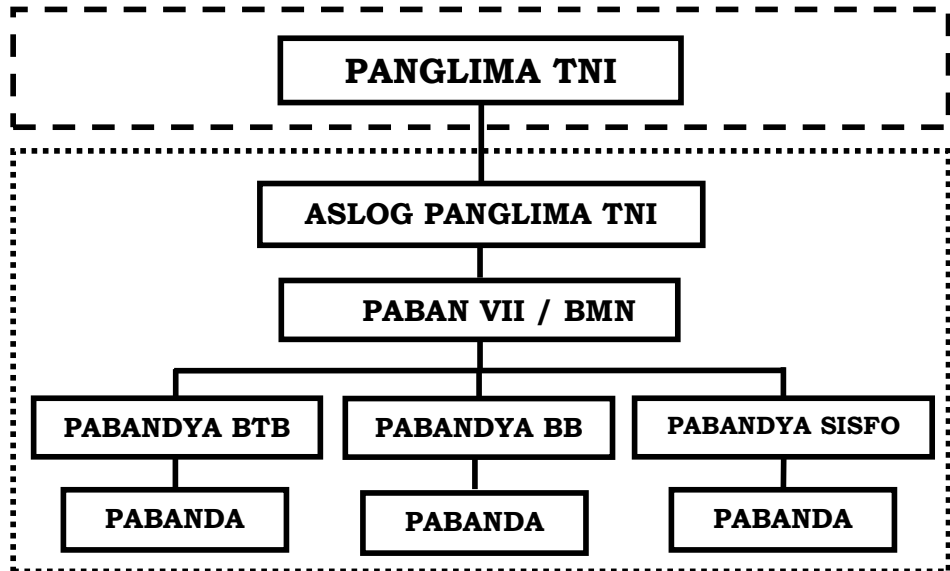 PANGLIMA TNI
ASLOG PANGLIMA TNI
PABAN VII / BMN
PABANDYA BTB
PABANDYA BB
PABANDYA SISFO
PABANDA
PABANDA
PABANDA